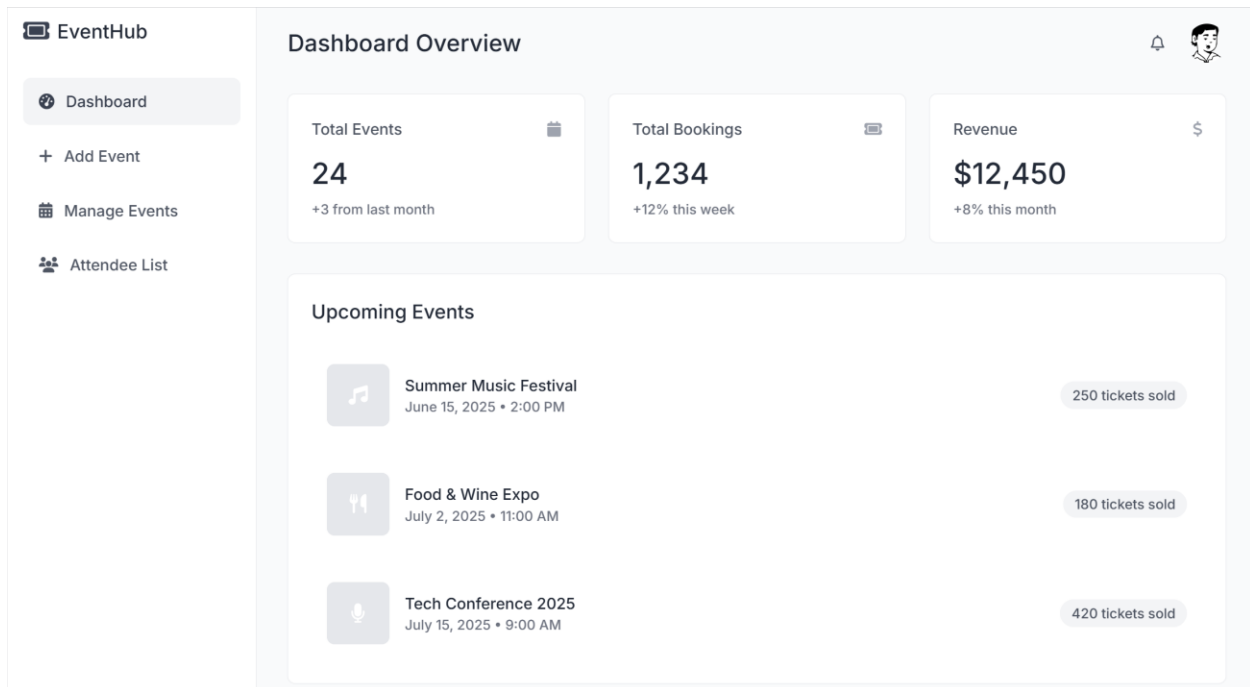 EventHub
Dashboard
Add Event
Manage Events
Attendee List
Dashboard Overview
Total Events
24
+3 from last month
Total Bookings
1,234
+12% this week
Revenue
$
$12,450
+8% this month
Upcoming Events
Summer Music Festival
June 15, 2025 • 2:00 PM
250 tickets sold
Food & Wine Expo
July 2, 2025 • 11:00 AM
180 tickets sold
Tech Conference 2025
July 15, 2025 • 9:00 AM
420 tickets sold